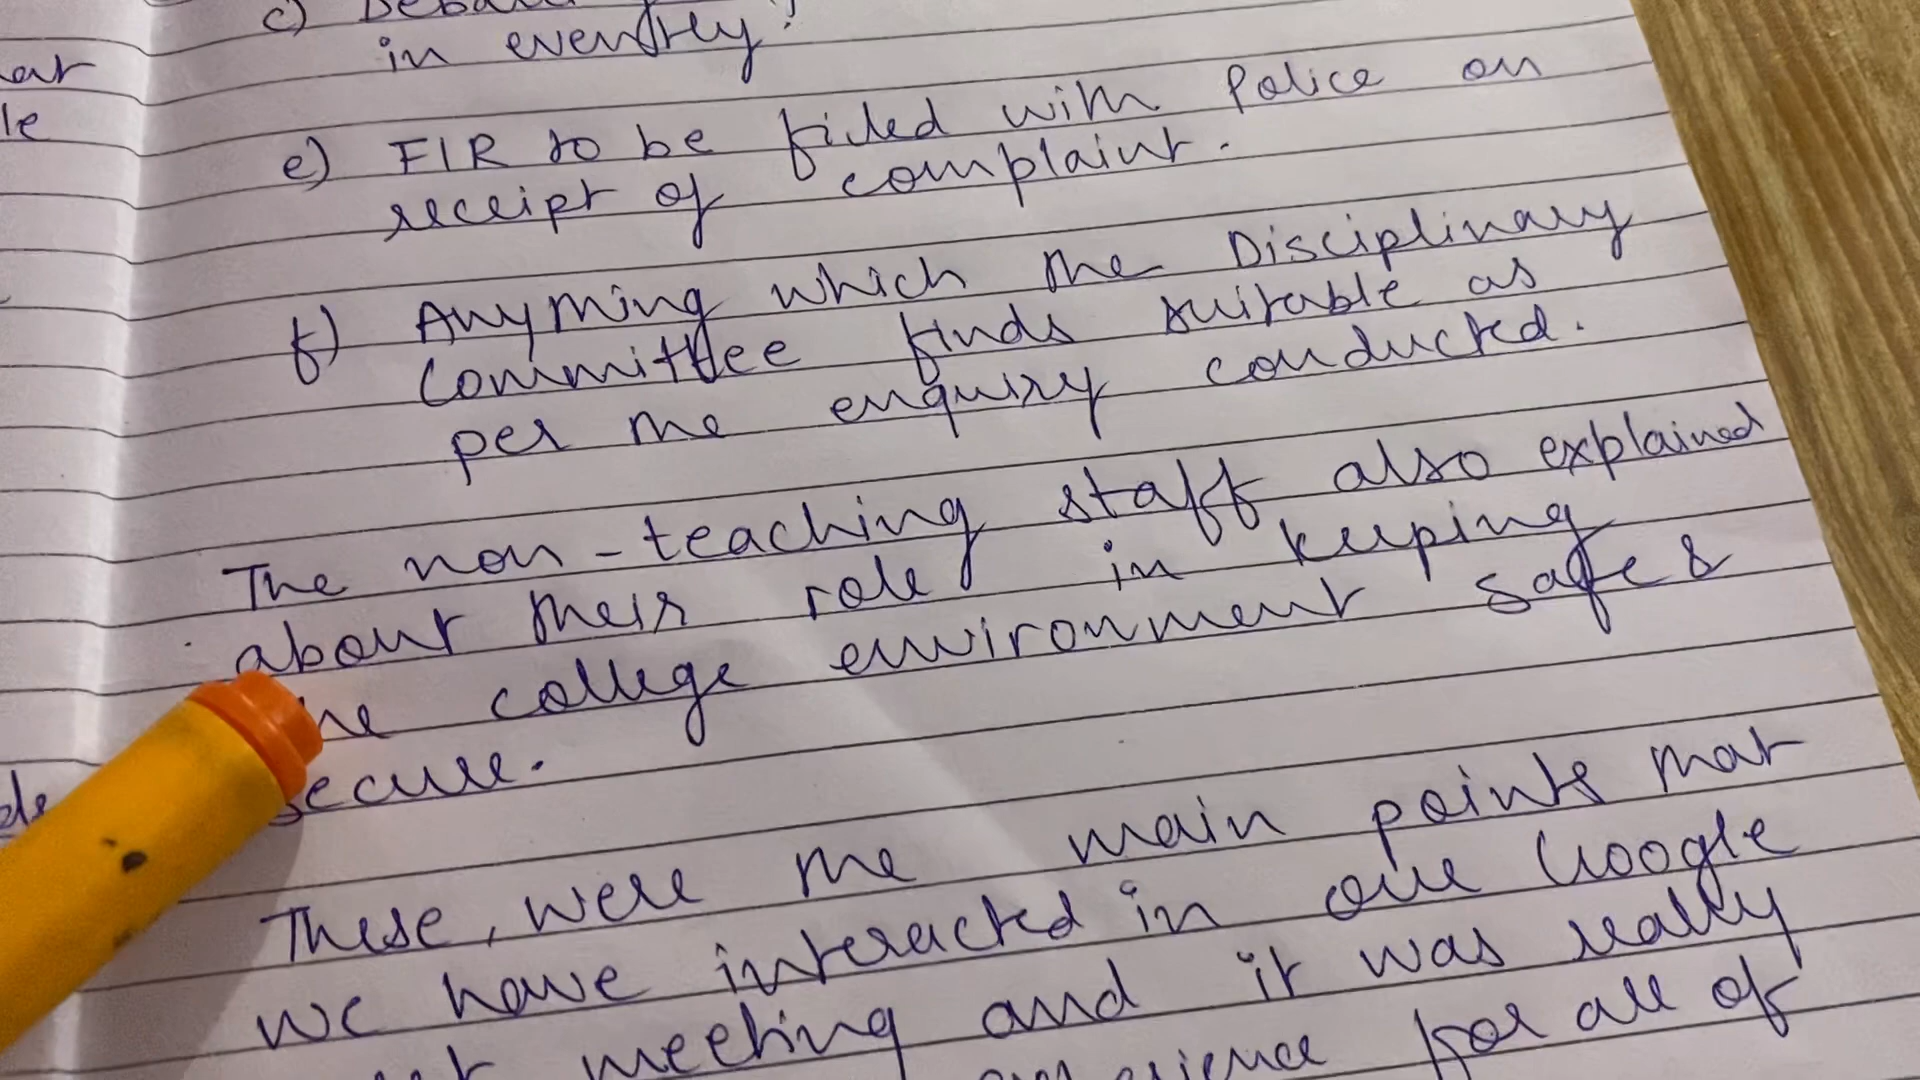 c)
in eventfly?
e) FIR to be filed with Police on
receipt of complaint.
f) Anything which the Disciplinary
Committee finds suitable as
per the enquiry conducted.
The non-teaching staff also explained
about their role in keeping
the college environment safe &
secure.
These, were the main points that
we have interacted in our Google
meeting and it was really
for all of